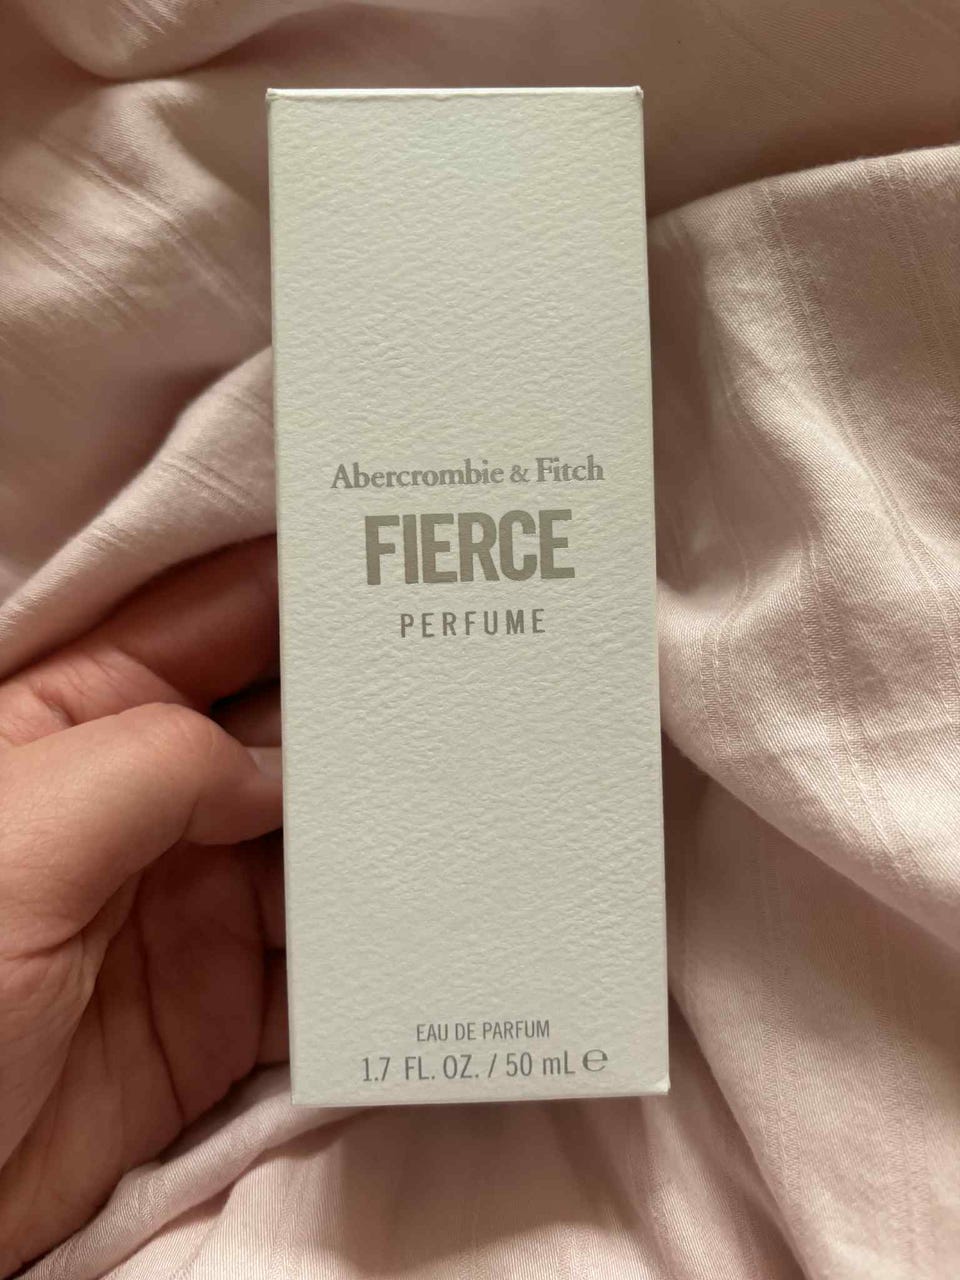 Abercrombie & Fitch
FIERCE
PERFUME
EAU DE PARFUM
1.7 FL. OZ. / 50 mL ℮